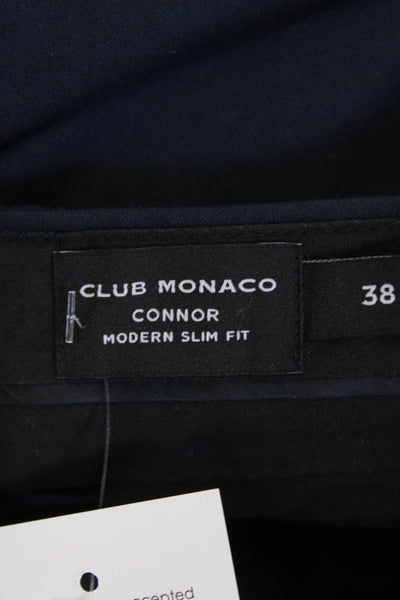 CLUB MONACO
CONNOR
MODERN SLIM FIT
38